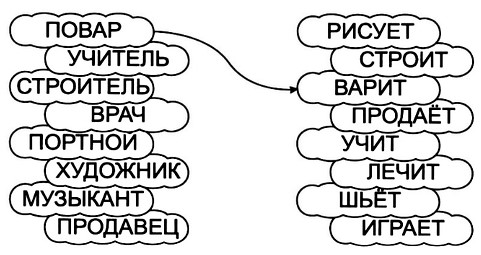 ПОВАР
УЧИТЕЛЬ
СТРОИТЕЛЬ
ВРАЧ
ПОРТНОЙ
ХУДОЖНИК
МУЗЫКАНТ
ПРОДАВЕЦ
РИСУЕТ
СТРОИТ
ВАРИТ
ПРОДАЁТ
УЧИТ
ЛЕЧИТ
ШЬЁТ
ИГРАЕТ